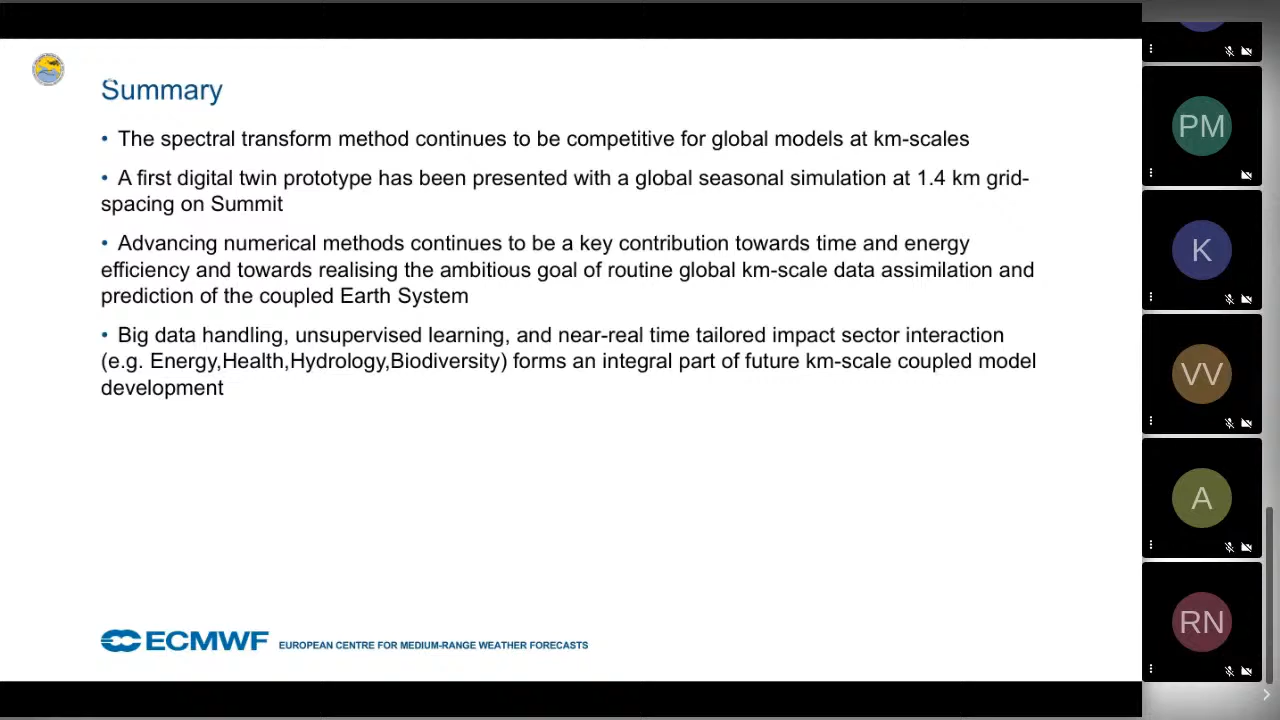 Summary
• The spectral transform method continues to be competitive for global models at km-scales
• A first digital twin prototype has been presented with a global seasonal simulation at 1.4 km grid-
spacing on Summit
• Advancing numerical methods continues to be a key contribution towards time and energy
efficiency and towards realising the ambitious goal of routine global km-scale data assimilation and
prediction of the coupled Earth System
• Big data handling, unsupervised learning, and near-real time tailored impact sector interaction
(e.g. Energy,Health,Hydrology,Biodiversity) forms an integral part of future km-scale coupled model
development
ECMWF EUROPEAN CENTRE FOR MEDIUM-RANGE WEATHER FORECASTS
PM
K
VV
A
RN